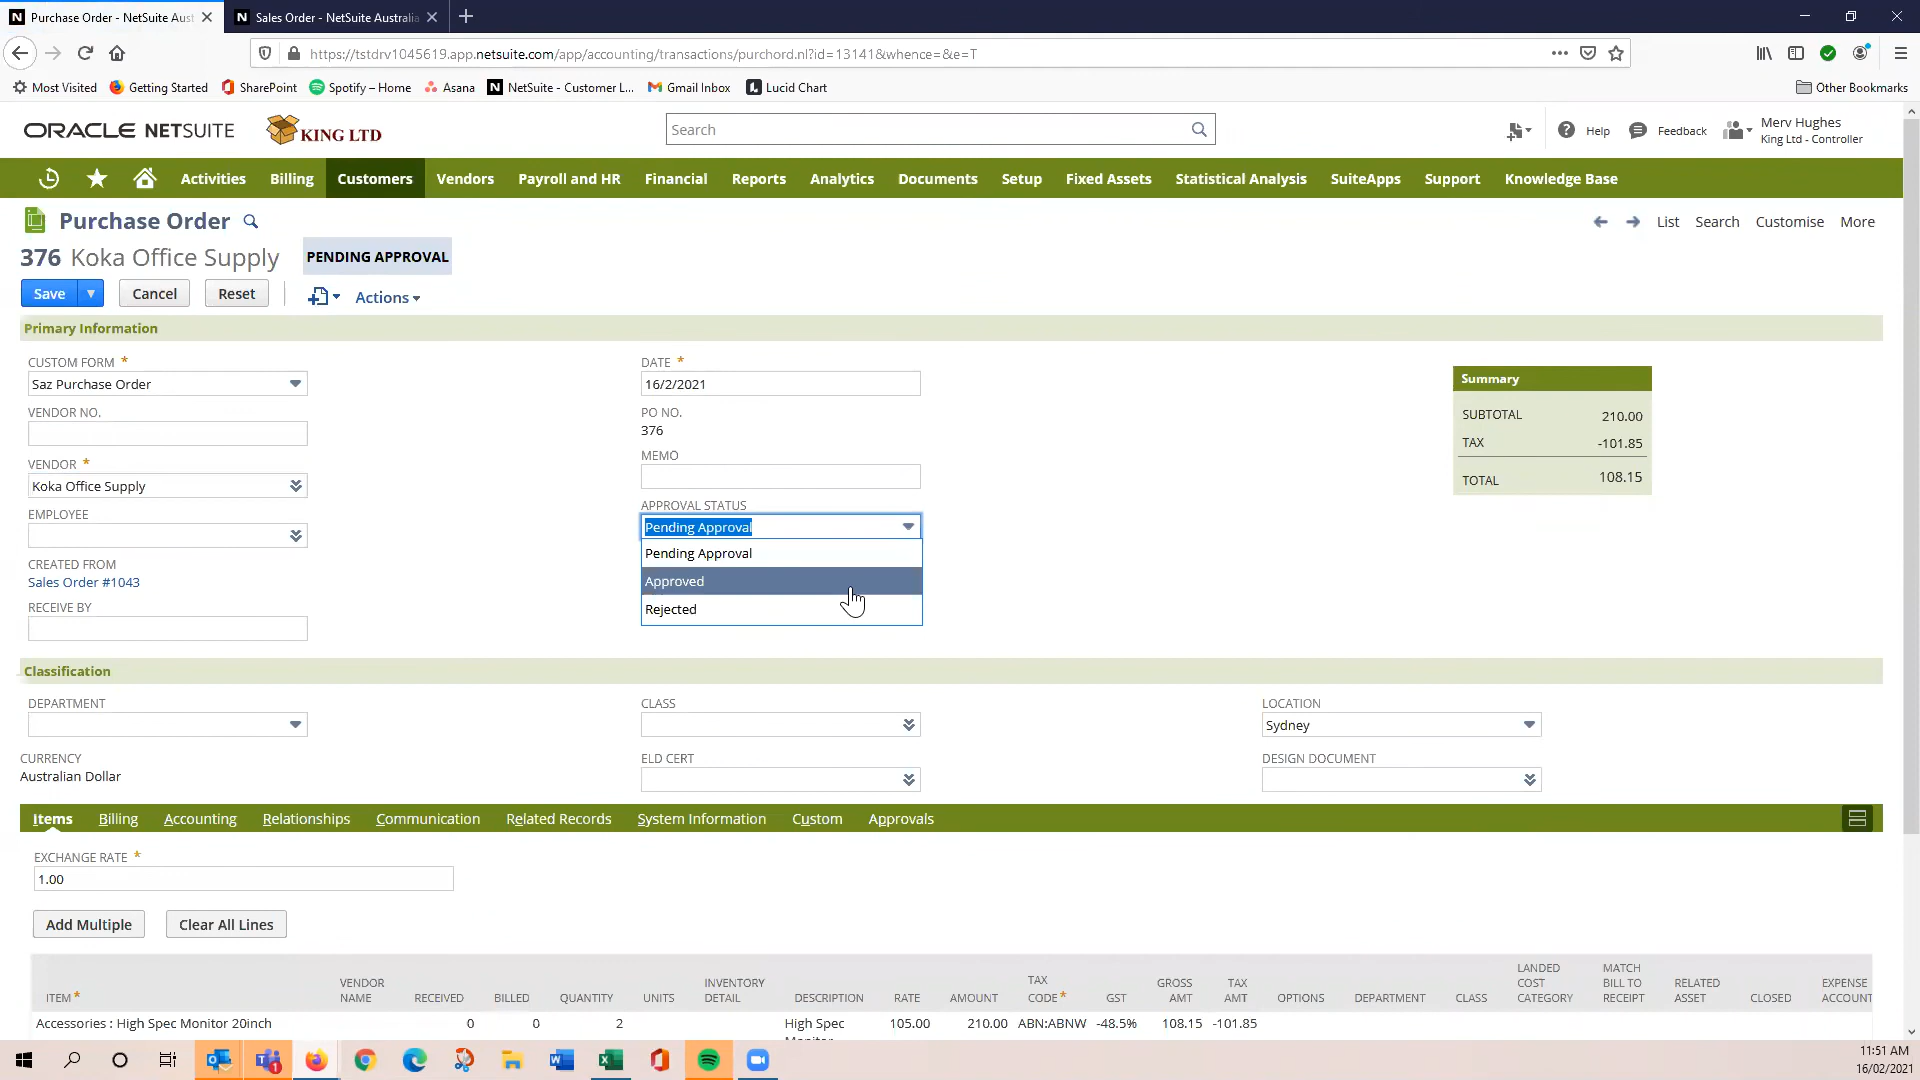 Purchase Order - NetSuite Aust
Sales Order - NetSuite Australia
https://tstdrv1045619.app.netsuite.com/app/accounting/transactions/purchord.nl?id=13141&whence=&e=T
Most Visited
Getting Started
SharePoint
Spotify – Home
Asana
NetSuite - Customer L...
Gmail Inbox
Lucid Chart
Other Bookmarks
ORACLE NETSUITE
KING LTD
Search
Help
Feedback
Merv Hughes
King Ltd - Controller
Activities
Billing
Customers
Vendors
Payroll and HR
Financial
Reports
Analytics
Documents
Setup
Fixed Assets
Statistical Analysis
SuiteApps
Support
Knowledge Base
Purchase Order
List
Search
Customise
More
376 Koka Office Supply
PENDING APPROVAL
Save
Cancel
Reset
Actions
Primary Information
CUSTOM FORM *
Saz Purchase Order
VENDOR NO.
VENDOR *
Koka Office Supply
EMPLOYEE
CREATED FROM
Sales Order #1043
RECEIVE BY
DATE *
16/2/2021
PO NO.
376
MEMO
APPROVAL STATUS
Pending Approval
Pending Approval
Approved
Rejected
Summary
SUBTOTAL 210.00
TAX -101.85
TOTAL 108.15
Classification
DEPARTMENT
CURRENCY
Australian Dollar
CLASS
ELD CERT
LOCATION
Sydney
DESIGN DOCUMENT
Items
Billing
Accounting
Relationships
Communication
Related Records
System Information
Custom
Approvals
EXCHANGE RATE *
1.00
Add Multiple
Clear All Lines
ITEM *
VENDOR NAME
RECEIVED
BILLED
QUANTITY
UNITS
INVENTORY DETAIL
DESCRIPTION
RATE
AMOUNT
TAX CODE *
GST
GROSS AMT
TAX AMT
OPTIONS
DEPARTMENT
CLASS
LANDED COST CATEGORY
MATCH BILL TO RECEIPT
RELATED ASSET
CLOSED
EXPENSE ACCOUNT
Accessories : High Spec Monitor 20inch 0 0 2 High Spec Monitor 105.00 210.00 ABN:ABNW -48.5% 108.15 -101.85
1
11:51 AM
16/02/2021